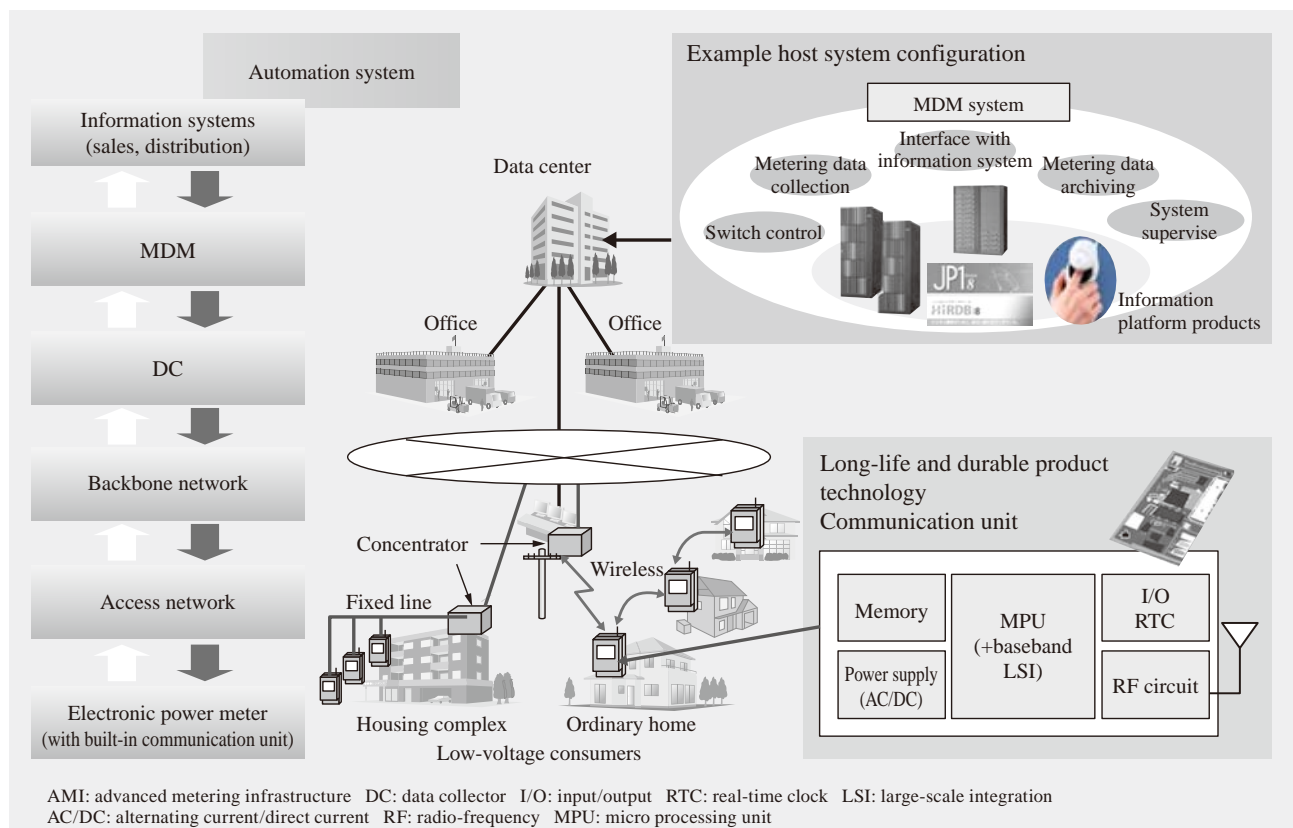 Automation system
Information systems
(sales, distribution)
MDM
DC
Backbone network
Access network
Electronic power meter
(with built-in communication unit)
Data center
Office
Office
Concentrator
Fixed line
Wireless
Housing complex
Ordinary home
Low-voltage consumers
Example host system configuration
MDM system
Interface with
information system
Metering data
collection
Metering data
archiving
Switch control
System
supervise
JP1
8
HiRDB 8
Information
platform products
Long-life and durable product
technology
Communication unit
Memory
Power supply
(AC/DC)
MPU
(+baseband
LSI)
I/O
RTC
RF circuit
AMI: advanced metering infrastructure DC: data collector I/O: input/output RTC: real-time clock LSI: large-scale integration
AC/DC: alternating current/direct current RF: radio-frequency MPU: micro processing unit